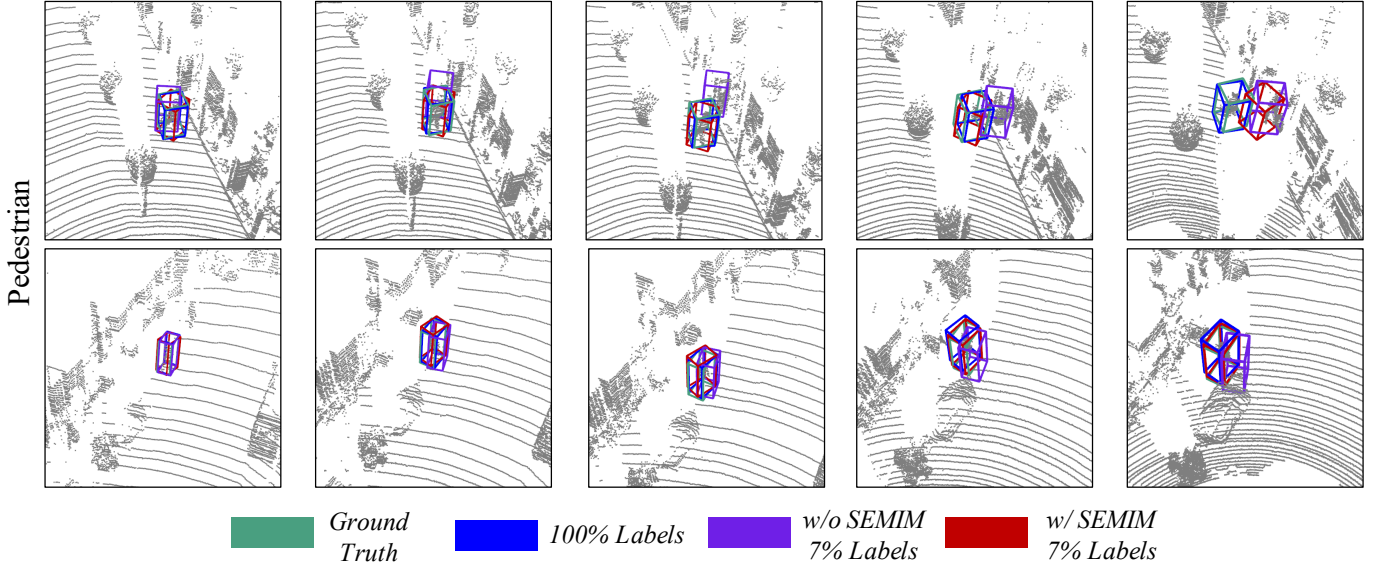 Pedestrian
Ground
Truth
100% Labels
w/o SEMIM
7% Labels
w/ SEMIM
7% Labels